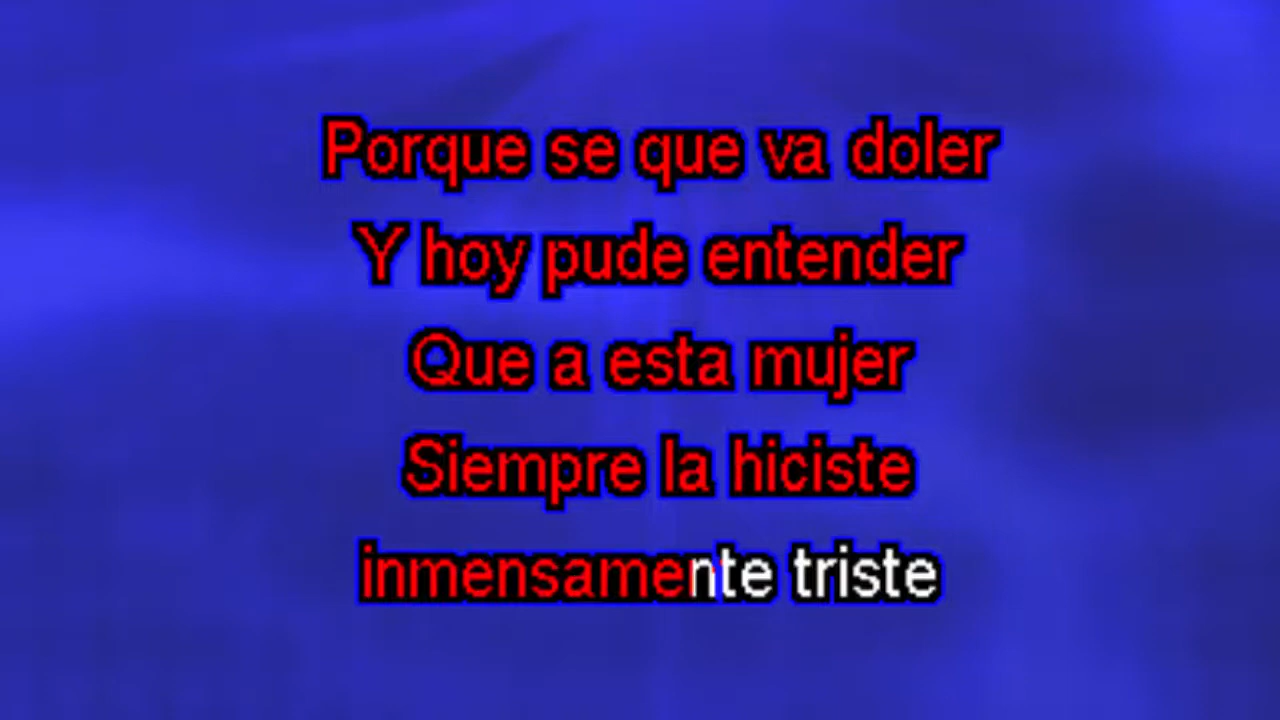 Porque se que va doler
Y hoy pude entender
Que a esta mujer
Siempre la hiciste
inmensamente triste